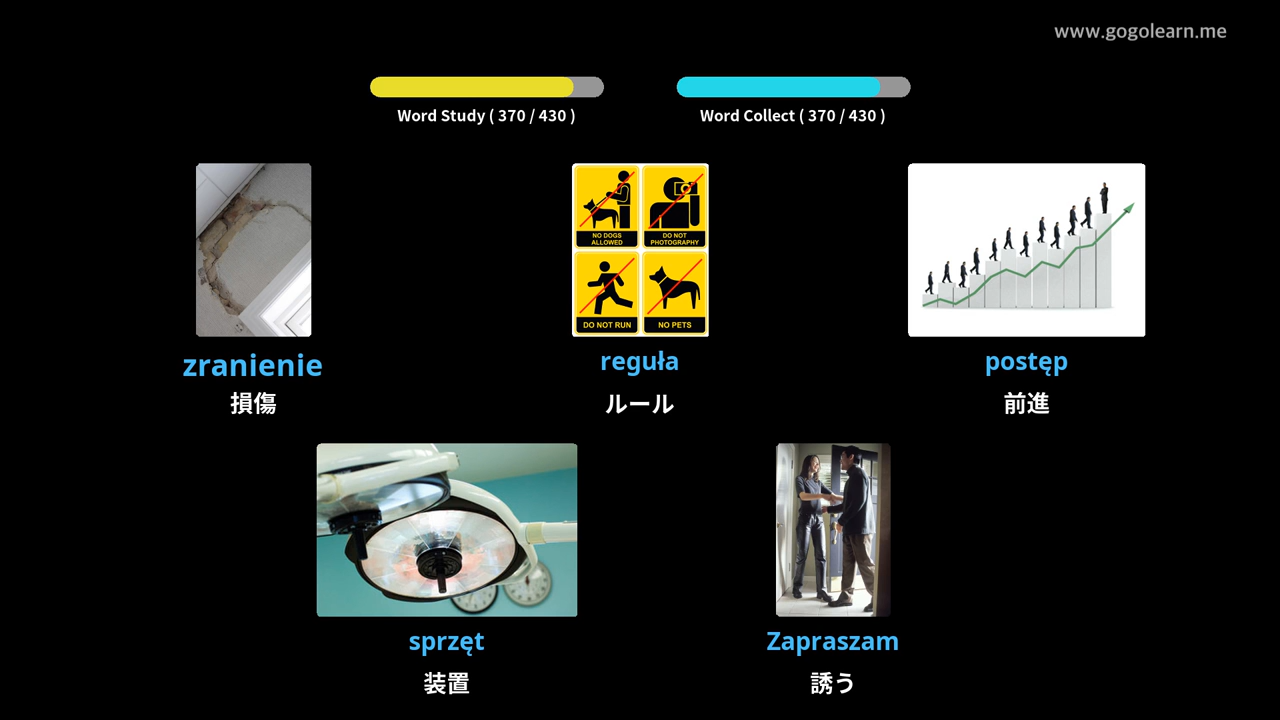 www.gogolearn.me
Word Study ( 370 / 430 )
Word Collect ( 370 / 430 )
NO DOGS
ALLOWED
DO NOT
PHOTOGRAPHY
DO NOT RUN
NO PETS
zranienie
損傷
reguła
ルール
postęp
前進
sprzęt
装置
Zapraszam
誘う